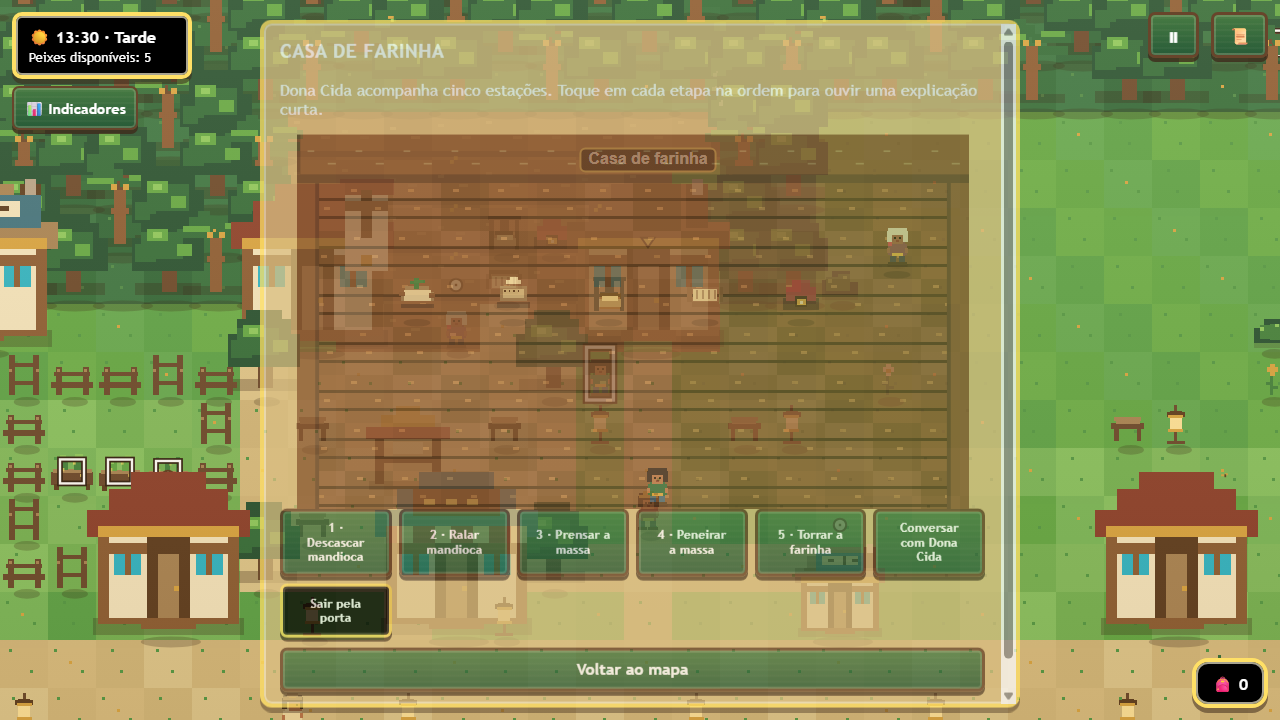 13:30 · Tarde
Peixes disponíveis: 5
Indicadores
CASA DE FARINHA
Dona Cida acompanha cinco estações. Toque em cada etapa na ordem para ouvir uma explicação
curta.
Casa de farinha
1 ·
Descascar
mandioca
2 · Ralar
mandioca
3 · Prensar a
massa
4 · Peneirar
a massa
5 · Torrar a
farinha
Conversar
com Dona
Cida
Sair pela
porta
Voltar ao mapa
0